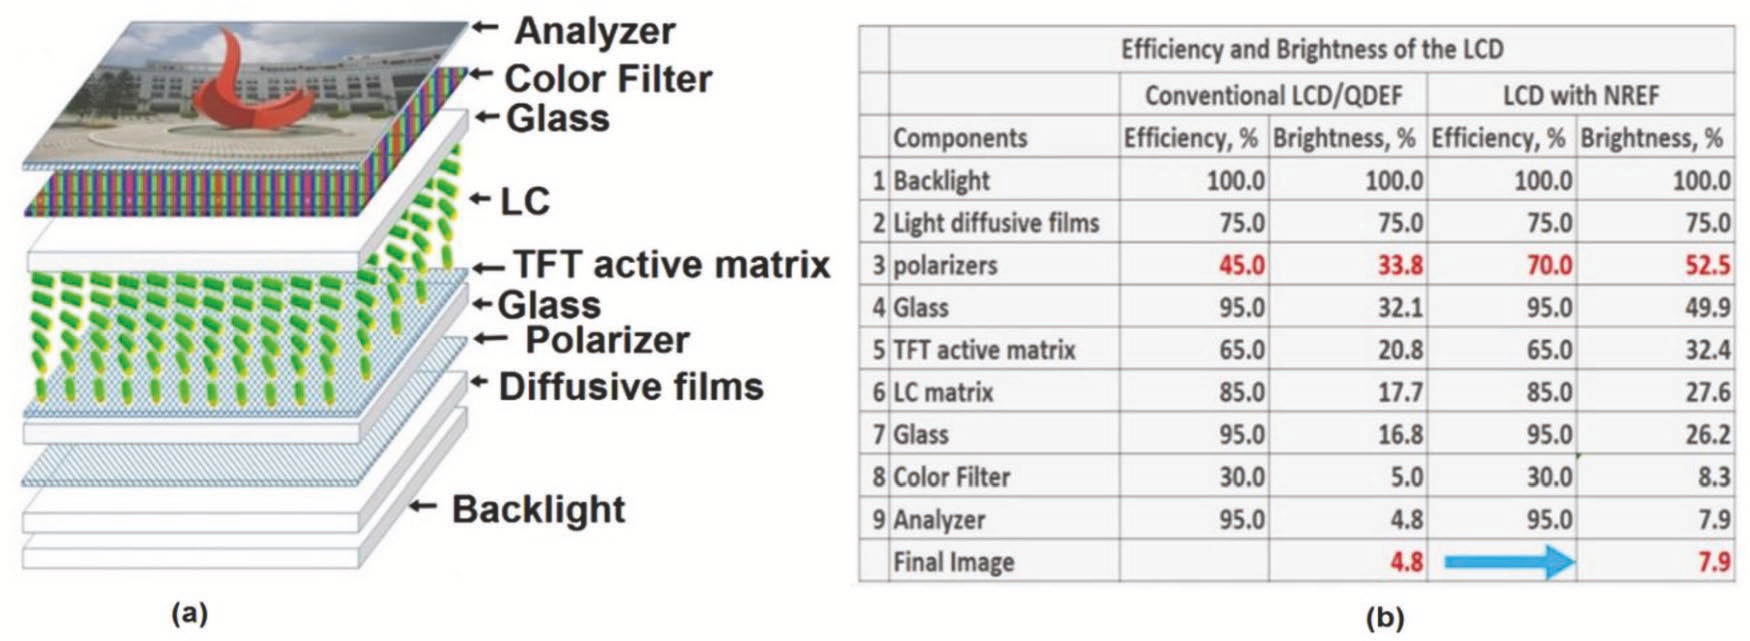 Analyzer
Color Filter
Glass
LC
TFT active matrix
Glass
Polarizer
Diffusive films
Backlight
(a)
Efficiency and Brightness of the LCD
Conventional LCD/QDEF LCD with NREF
Components Efficiency, % Brightness, % Efficiency, % Brightness, %
1 Backlight 100.0 100.0 100.0 100.0
2 Light diffusive films 75.0 75.0 75.0 75.0
3 polarizers 45.0 33.8 70.0 52.5
4 Glass 95.0 32.1 95.0 49.9
5 TFT active matrix 65.0 20.8 65.0 32.4
6 LC matrix 85.0 17.7 85.0 27.6
7 Glass 95.0 16.8 95.0 26.2
8 Color Filter 30.0 5.0 30.0 8.3
9 Analyzer 95.0 4.8 95.0 7.9
Final Image 4.8 7.9
(b)